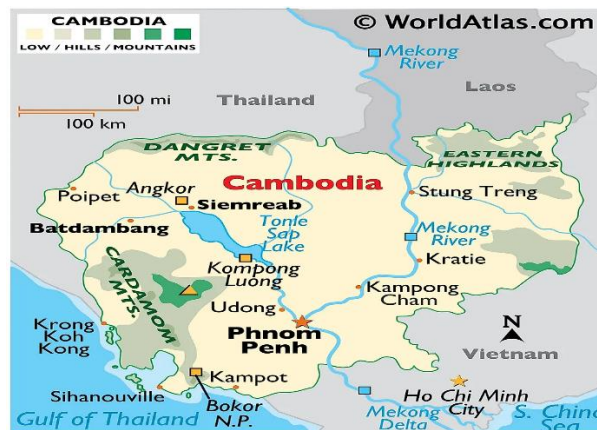 CAMBODIA
LOW / HILLS / MOUNTAINS
© WorldAtlas.com
Mekong
River
Laos
100 mi
100 km
Thailand
DANGRET
MTS.
EASTERN
HIGHLANDS
Poipet
Angkor
Siemreab
Cambodia
Stung Treng
Batdambang
Tonle
Sap
Lake
Mekong
River
Kratie
CARDAMOM
MTS.
Kompong
Luong
Kampong
Cham
Udong
Phnom
Penh
N
Vietnam
Krong
Koh
Kong
Sihanouville
Kampot
Bokor
N.P.
Ho Chi Minh
City
Gulf of Thailand
Mekong
Delta
S. Chino
Sea